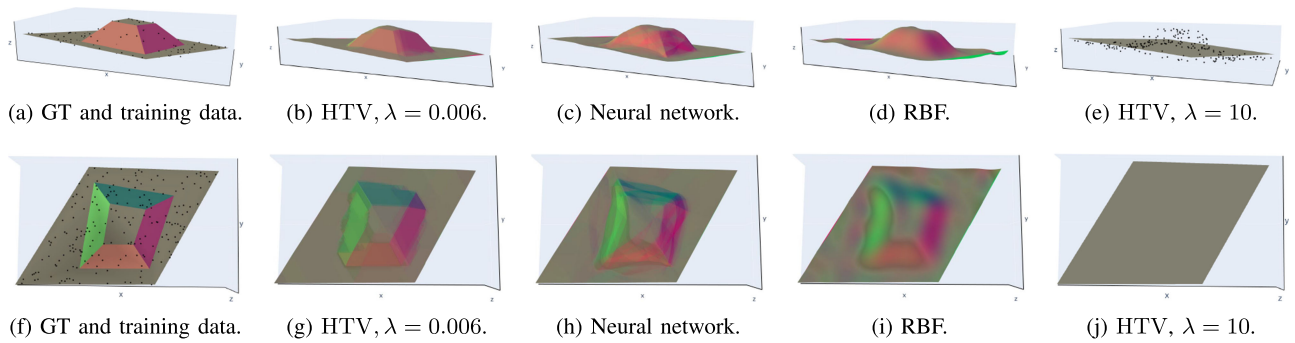 z x y
z x Y
z x Y
z x Y
z x y
(a) GT and training data. (b) HTV, λ = 0.006. (c) Neural network. (d) RBF. (e) HTV, λ = 10.
y Y Y Y y
x z x z x z x z x z
(f) GT and training data. (g) HTV, λ = 0.006. (h) Neural network. (i) RBF. (j) HTV, λ = 10.